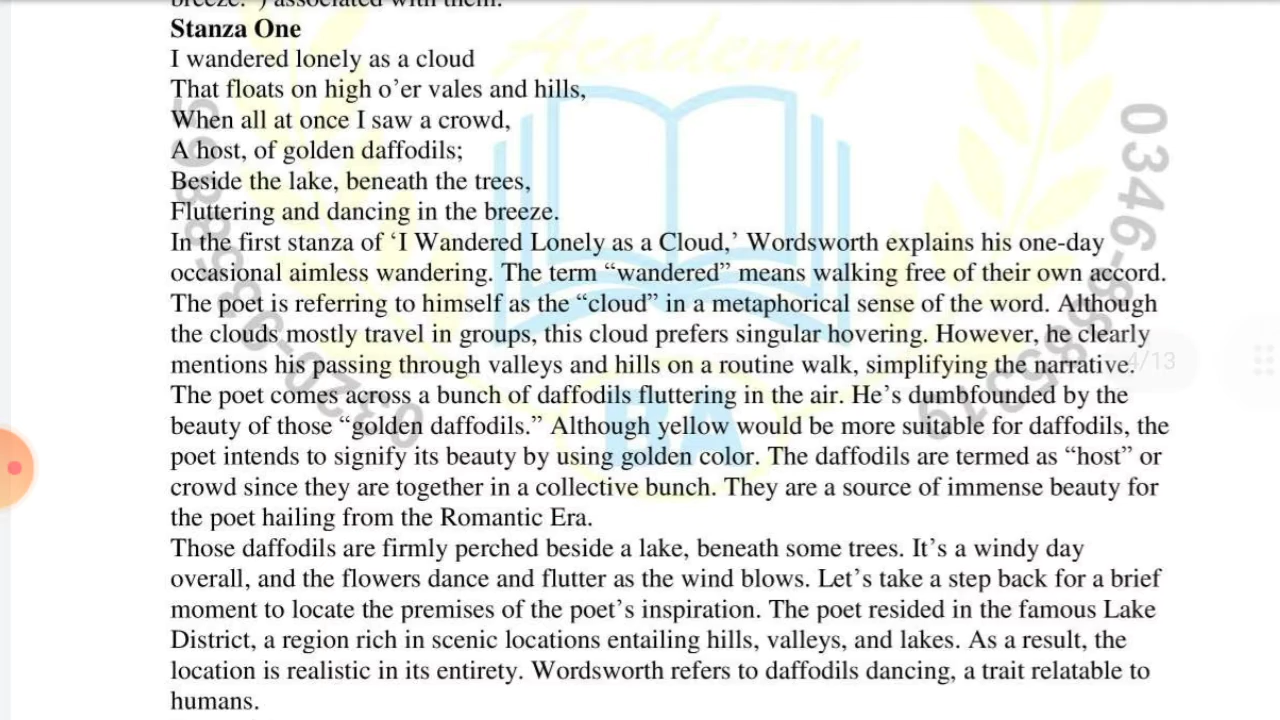 breeze.”) associated with them.
Stanza One
I wandered lonely as a cloud
That floats on high o’er vales and hills,
When all at once I saw a crowd,
A host, of golden daffodils;
Beside the lake, beneath the trees,
Fluttering and dancing in the breeze.
In the first stanza of ‘I Wandered Lonely as a Cloud,’ Wordsworth explains his one-day
occasional aimless wandering. The term “wandered” means walking free of their own accord.
The poet is referring to himself as the “cloud” in a metaphorical sense of the word. Although
the clouds mostly travel in groups, this cloud prefers singular hovering. However, he clearly
mentions his passing through valleys and hills on a routine walk, simplifying the narrative.
The poet comes across a bunch of daffodils fluttering in the air. He’s dumbfounded by the
beauty of those “golden daffodils.” Although yellow would be more suitable for daffodils, the
poet intends to signify its beauty by using golden color. The daffodils are termed as “host” or
crowd since they are together in a collective bunch. They are a source of immense beauty for
the poet hailing from the Romantic Era.
Those daffodils are firmly perched beside a lake, beneath some trees. It’s a windy day
overall, and the flowers dance and flutter as the wind blows. Let’s take a step back for a brief
moment to locate the premises of the poet’s inspiration. The poet resided in the famous Lake
District, a region rich in scenic locations entailing hills, valleys, and lakes. As a result, the
location is realistic in its entirety. Wordsworth refers to daffodils dancing, a trait relatable to
humans.
Academy
4/13